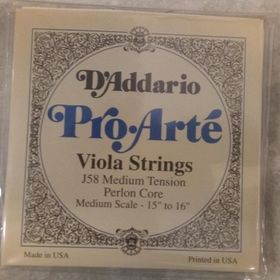 D'Addario
Pro•Arté
Viola Strings
J58 Medium Tension
Perlon Core
Medium Scale - 15" to 16"
Made in USA
Printed in USA